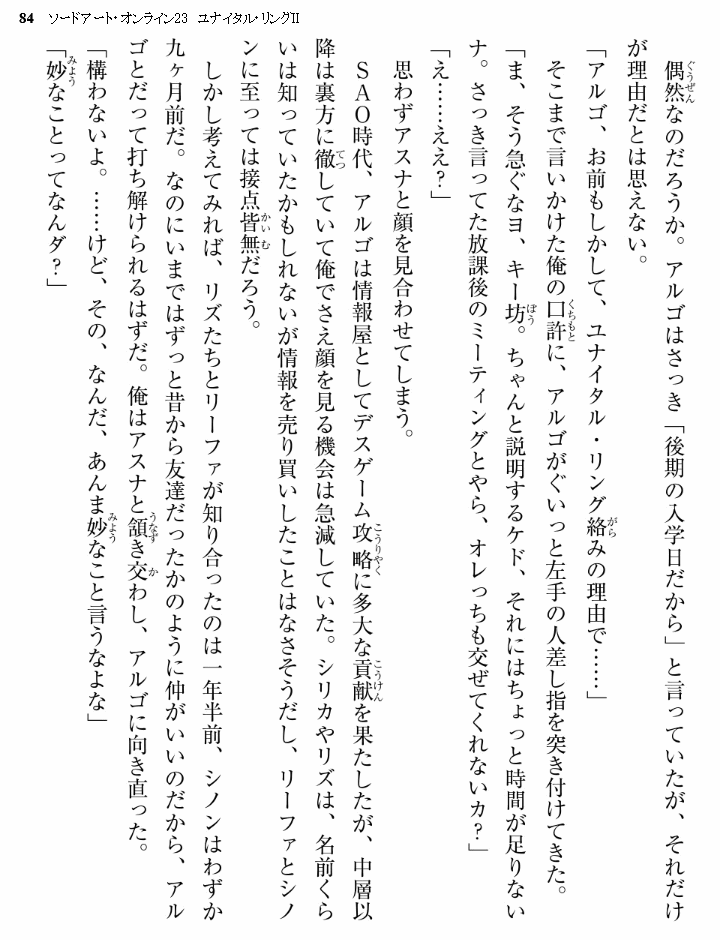 84 ソードアート・オンライン23 ユナイタル・リングⅡ
偶然なのだろうか。アルゴはさっき「後期の入学日だから」と言っていたが、それだけ
が理由だとは思えない。
「アルゴ、お前もしかして、ユナイタル・リング絡みの理由で……」
そこまで言いかけた俺の口許に、アルゴがぐいっと左手の人差し指を突き付けてきた。
「ま、そう急ぐなヨ、キー坊。ちゃんと説明するケド、それにはちょっと時間が足りない
ナ。さっき言ってた放課後のミーティングとやら、オレっちも交ぜてくれないカ？」
「え……ええ？」
思わずアスナと顔を見合わせてしまう。
ＳＡＯ時代、アルゴは情報屋としてデスゲーム攻略に多大な貢献を果たしたが、中層以
降は裏方に徹していて俺でさえ顔を見る機会は急減していた。シリカやリズは、名前くら
いは知っていたかもしれないが情報を売り買いしたことはなさそうだし、リーファとシノ
ンに至っては接点皆無だろう。
しかし考えてみれば、リズたちとリーファが知り合ったのは一年半前、シノンはわずか
九ヶ月前だ。なのにいまではずっと昔から友達だったかのように仲がいいのだから、アル
ゴとだって打ち解けられるはずだ。俺はアスナと頷き交わし、アルゴに向き直った。
「構わないよ。……けど、その、なんだ、あんま妙なこと言うなよな」
「妙なことってなんダ？」